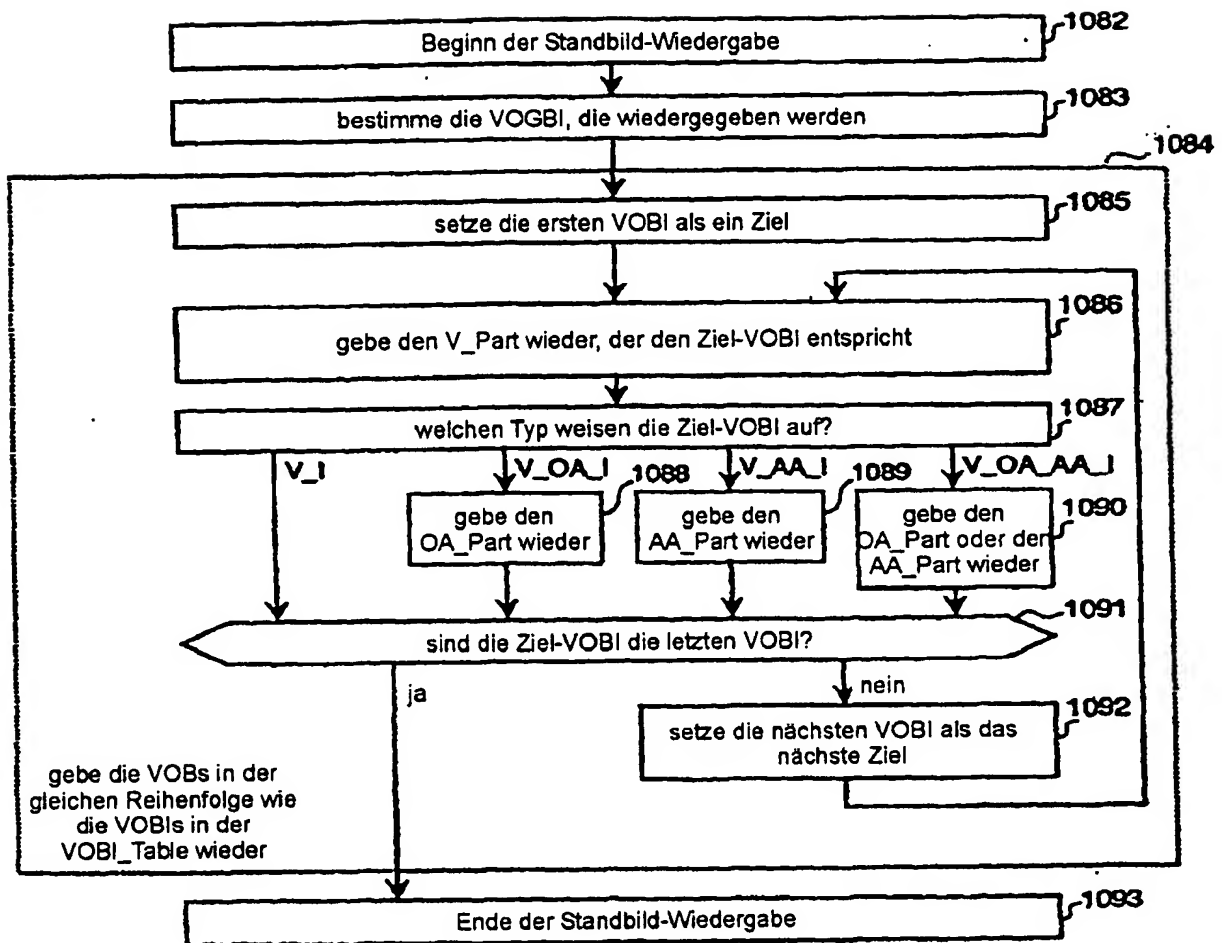 Beginn der Standbild-Wiedergabe
1082
bestimme die VOGBI, die wiedergegeben werden
1083
1084
setze die ersten VOBI als ein Ziel
1085
gebe den V_Part wieder, der den Ziel-VOBI entspricht
1086
welchen Typ weisen die Ziel-VOBI auf?
1087
V_I
V_OA_I
V_AA_I
V_OA_AA_I
gebe den
OA_Part wieder
1088
gebe den
AA_Part wieder
1089
gebe den
OA_Part oder den
AA_Part wieder
1090
sind die Ziel-VOBI die letzten VOBI?
1091
ja
nein
setze die nächsten VOBI als das
nächste Ziel
1092
gebe die VOBs in der
gleichen Reihenfolge wie
die VOBIs in der
VOBI_Table wieder
Ende der Standbild-Wiedergabe
1093